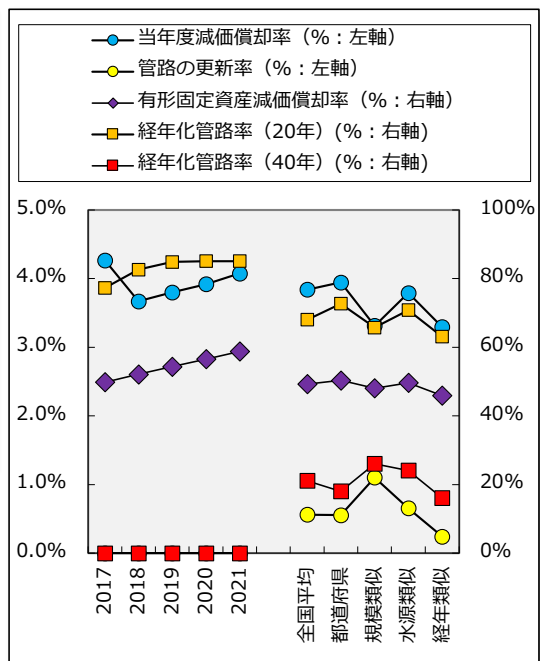 当年度減価償却率（%：左軸）
管路の更新率（%：左軸）
有形固定資産減価償却率（%：右軸）
経年化管路率（20年）(%：右軸)
経年化管路率（40年）(%：右軸)
5.0%
4.0%
3.0%
2.0%
1.0%
0.0%
100%
80%
60%
40%
20%
0%
2017
2018
2019
2020
2021
全国平均
都道府県
規模類似
水源類似
経年類似